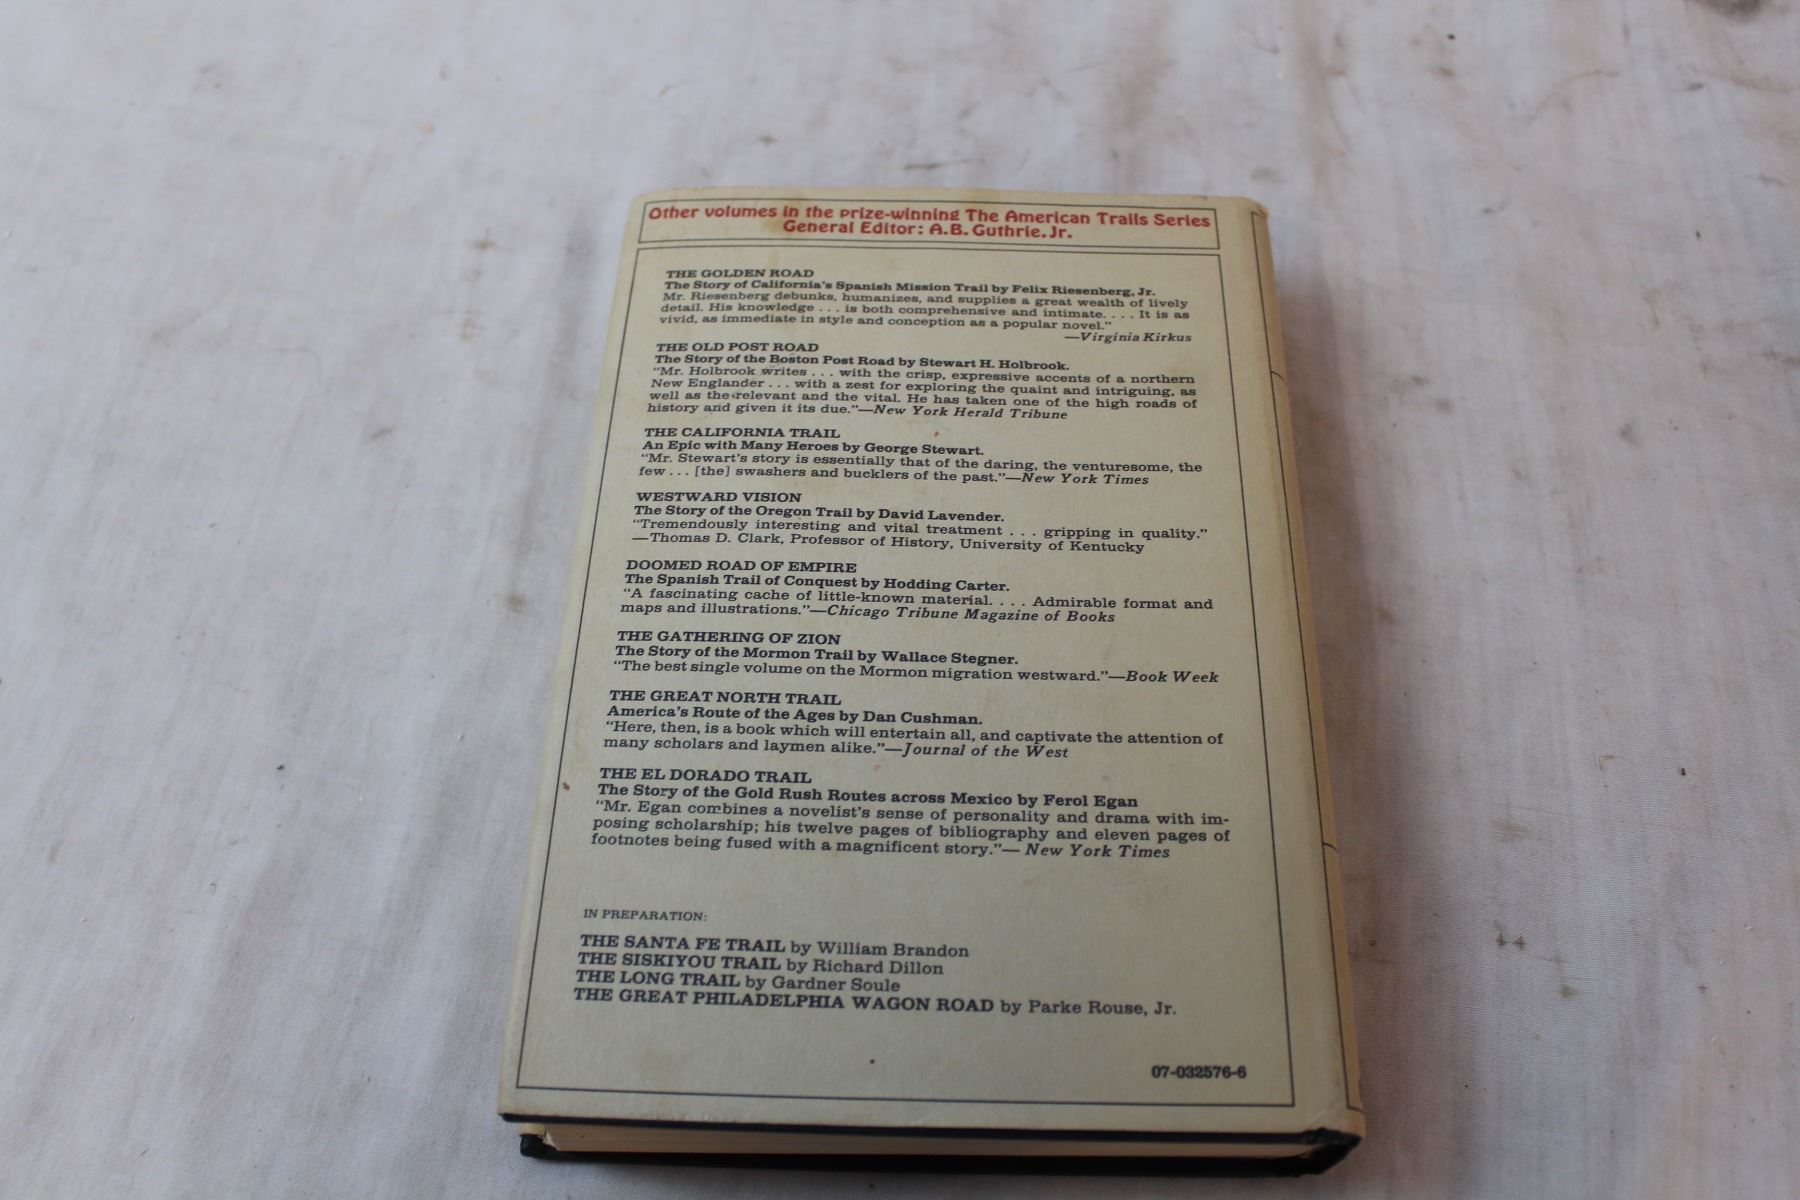 Other volumes in the prize-winning The American Trails Series
General Editor: A.B. Guthrie, Jr.
THE GOLDEN ROAD
The Story of California's Spanish Mission Trail by Felix Riesenberg, Jr.
Mr. Riesenberg debunks, humanizes, and supplies a great wealth of lively
detail. His knowledge . . . is both comprehensive and intimate. . . . It is as
vivid, as immediate in style and conception as a popular novel."
—Virginia Kirkus
THE OLD POST ROAD
The Story of the Boston Post Road by Stewart H. Holbrook.
"Mr. Holbrook writes . . . with the crisp, expressive accents of a northern
New Englander . . . with a zest for exploring the quaint and intriguing, as
well as the relevant and the vital. He has taken one of the high roads of
history and given it its due."—New York Herald Tribune
THE CALIFORNIA TRAIL
An Epic with Many Heroes by George Stewart.
"Mr. Stewart's story is essentially that of the daring, the venturesome, the
few . . . [the] swashers and bucklers of the past."—New York Times
WESTWARD VISION
The Story of the Oregon Trail by David Lavender.
"Tremendously interesting and vital treatment . . . gripping in quality."
—Thomas D. Clark, Professor of History, University of Kentucky
DOOMED ROAD OF EMPIRE
The Spanish Trail of Conquest by Hodding Carter.
"A fascinating cache of little-known material. . . . Admirable format and
maps and illustrations."—Chicago Tribune Magazine of Books
THE GATHERING OF ZION
The Story of the Mormon Trail by Wallace Stegner.
"The best single volume on the Mormon migration westward."—Book Week
THE GREAT NORTH TRAIL
America's Route of the Ages by Dan Cushman.
"Here, then, is a book which will entertain all, and captivate the attention of
many scholars and laymen alike."—Journal of the West
THE EL DORADO TRAIL
The Story of the Gold Rush Routes across Mexico by Ferol Egan
"Mr. Egan combines a novelist's sense of personality and drama with im-
posing scholarship; his twelve pages of bibliography and eleven pages of
footnotes being fused with a magnificent story."— New York Times
IN PREPARATION:
THE SANTA FE TRAIL by William Brandon
THE SISKIYOU TRAIL by Richard Dillon
THE LONG TRAIL by Gardner Soule
THE GREAT PHILADELPHIA WAGON ROAD by Parke Rouse, Jr.
07-032576-6